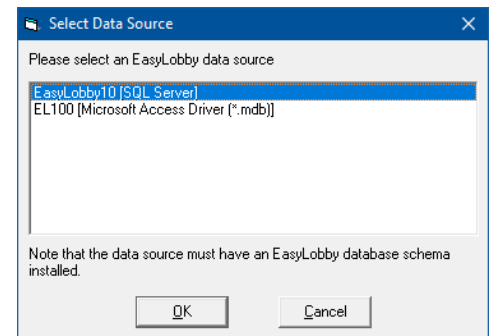 Select Data Source
Please select an EasyLobby data source
EasyLobby10 [SQL Server]
EL100 [Microsoft Access Driver (*.mdb)]
Note that the data source must have an EasyLobby database schema
installed.
OK Cancel